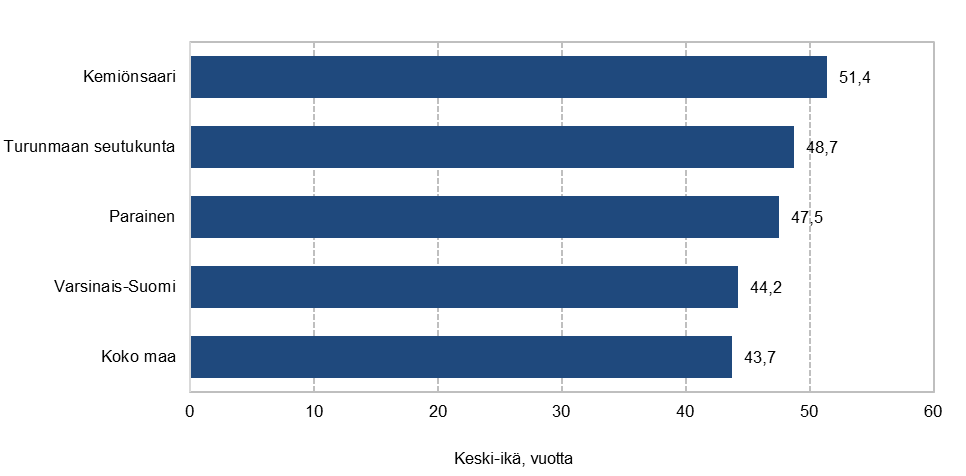 Kemiönsaari 51,4
Turunmaan seutukunta 48,7
Parainen 47,5
Varsinais-Suomi 44,2
Koko maa 43,7
0 10 20 30 40 50 60
Keski-ikä, vuotta